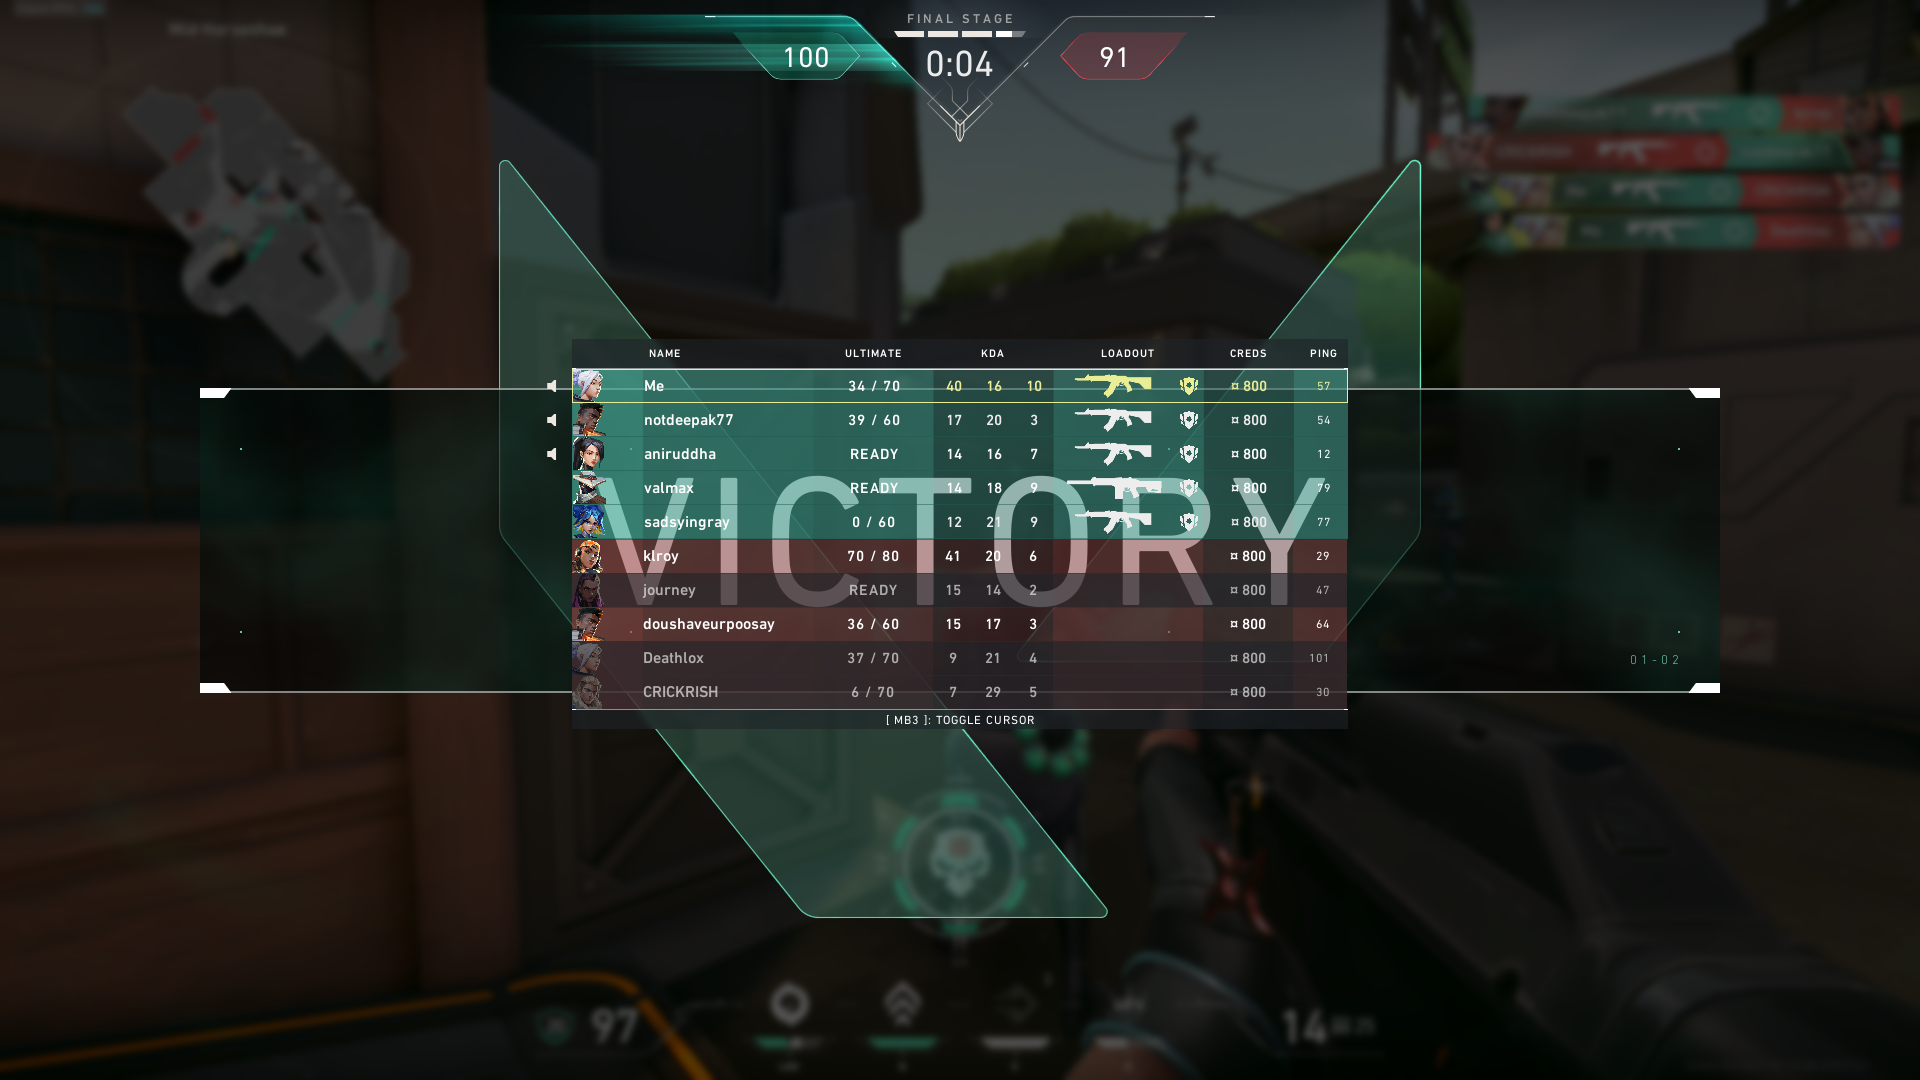 FINAL STAGE
100
0:04
91
NAME ULTIMATE KDA LOADOUT CREDS PING
Me 34 / 70 40 16 10 ¤ 800 57
notdeepak77 39 / 60 17 20 3 ¤ 800 54
aniruddha READY 14 16 7 ¤ 800 12
valmax READY 14 18 9 ¤ 800 79
sadsyingray 0 / 60 12 21 9 ¤ 800 77
VICTORY
klroy 70 / 80 41 20 6 ¤ 800 29
journey READY 15 14 2 ¤ 800 47
doushaveurpoosay 36 / 60 15 17 3 ¤ 800 64
Deathlox 37 / 70 9 21 4 ¤ 800 101
CRICKRISH 6 / 70 7 29 5 ¤ 800 30
01-02
[ MB3 ]: TOGGLE CURSOR
97
14